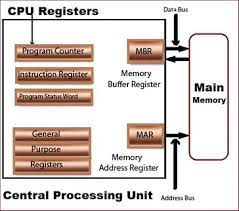 CPU Registers
Data Bus
Program Counter
Instruction Register
Program Status Word
MBR
Memory
Buffer Register
Main
Memory
General
Purpose
Registers
MAR
Memory
Address Register
Central Processing Unit
Address Bus